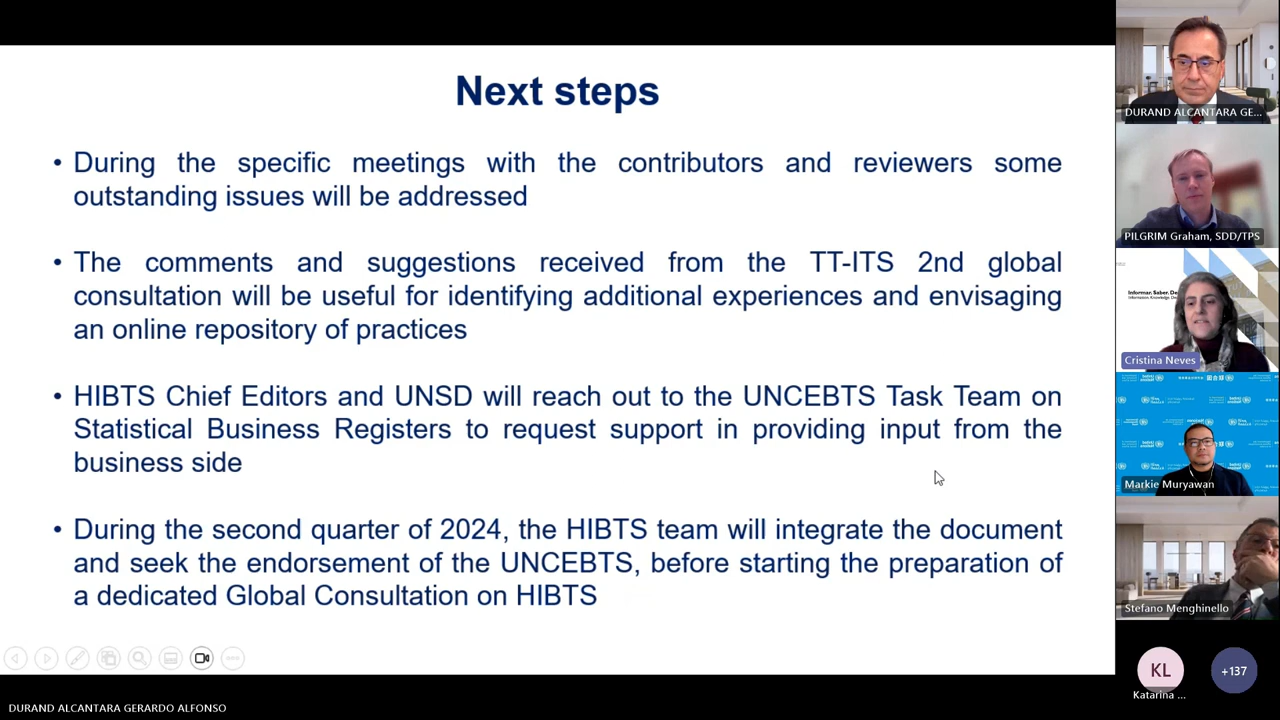 Next steps
• During the specific meetings with the contributors and reviewers some
outstanding issues will be addressed
• The comments and suggestions received from the TT-ITS 2nd global
consultation will be useful for identifying additional experiences and envisaging
an online repository of practices
• HIBTS Chief Editors and UNSD will reach out to the UNCEBTS Task Team on
Statistical Business Registers to request support in providing input from the
business side
• During the second quarter of 2024, the HIBTS team will integrate the document
and seek the endorsement of the UNCEBTS, before starting the preparation of
a dedicated Global Consultation on HIBTS
DURAND ALCANTARA GE...
PILGRIM Graham, SDD/TPS
Informar. Saber. De
Cristina Neves
Markie Muryawan
Stefano Menghinello
KL
+137
Katarina ...
DURAND ALCANTARA GERARDO ALFONSO